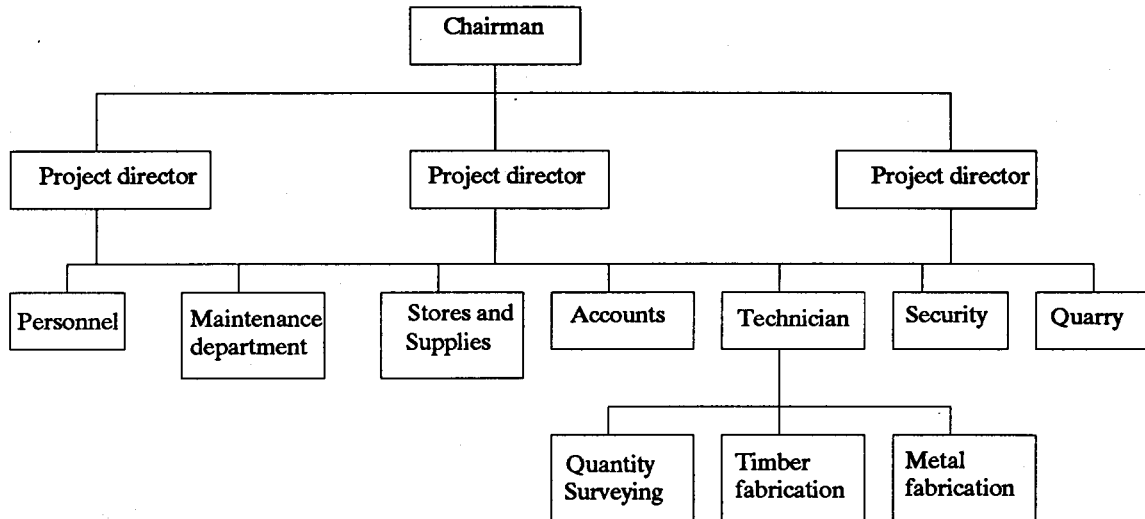 Chairman
Project director
Project director
Project director
Personnel
Maintenance
department
Stores and
Supplies
Accounts
Technician
Security
Quarry
Quantity
Surveying
Timber
fabrication
Metal
fabrication